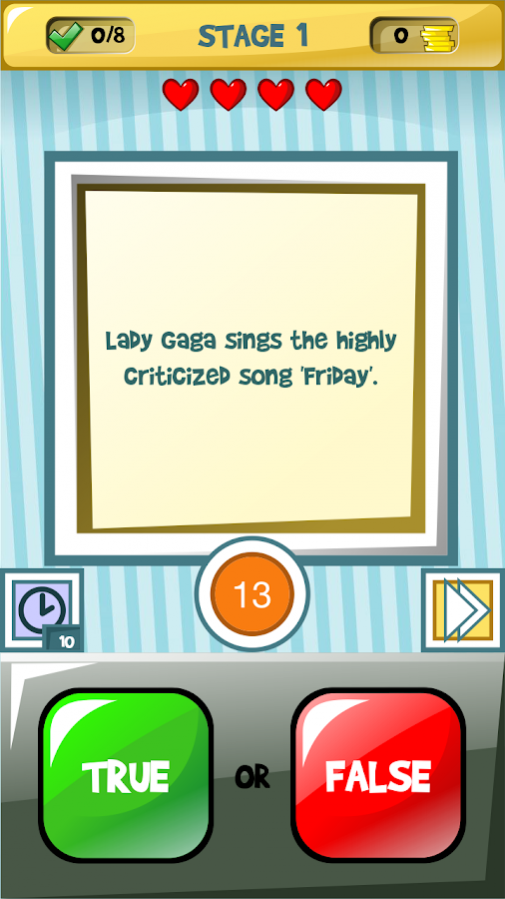 0/8
STAGE 1
0
Lady Gaga sings the highly
criticized song 'Friday'.
13
10
TRUE
OR
FALSE